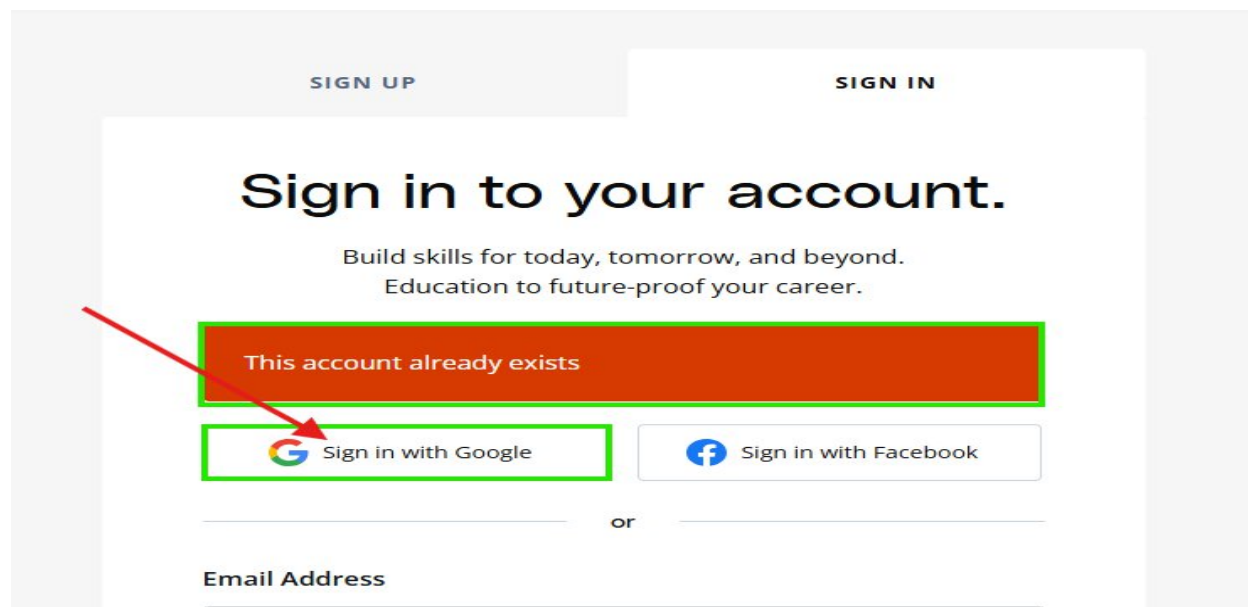 SIGN UP
SIGN IN
Sign in to your account.
Build skills for today, tomorrow, and beyond.
Education to future-proof your career.
This account already exists
Sign in with Google
Sign in with Facebook
or
Email Address